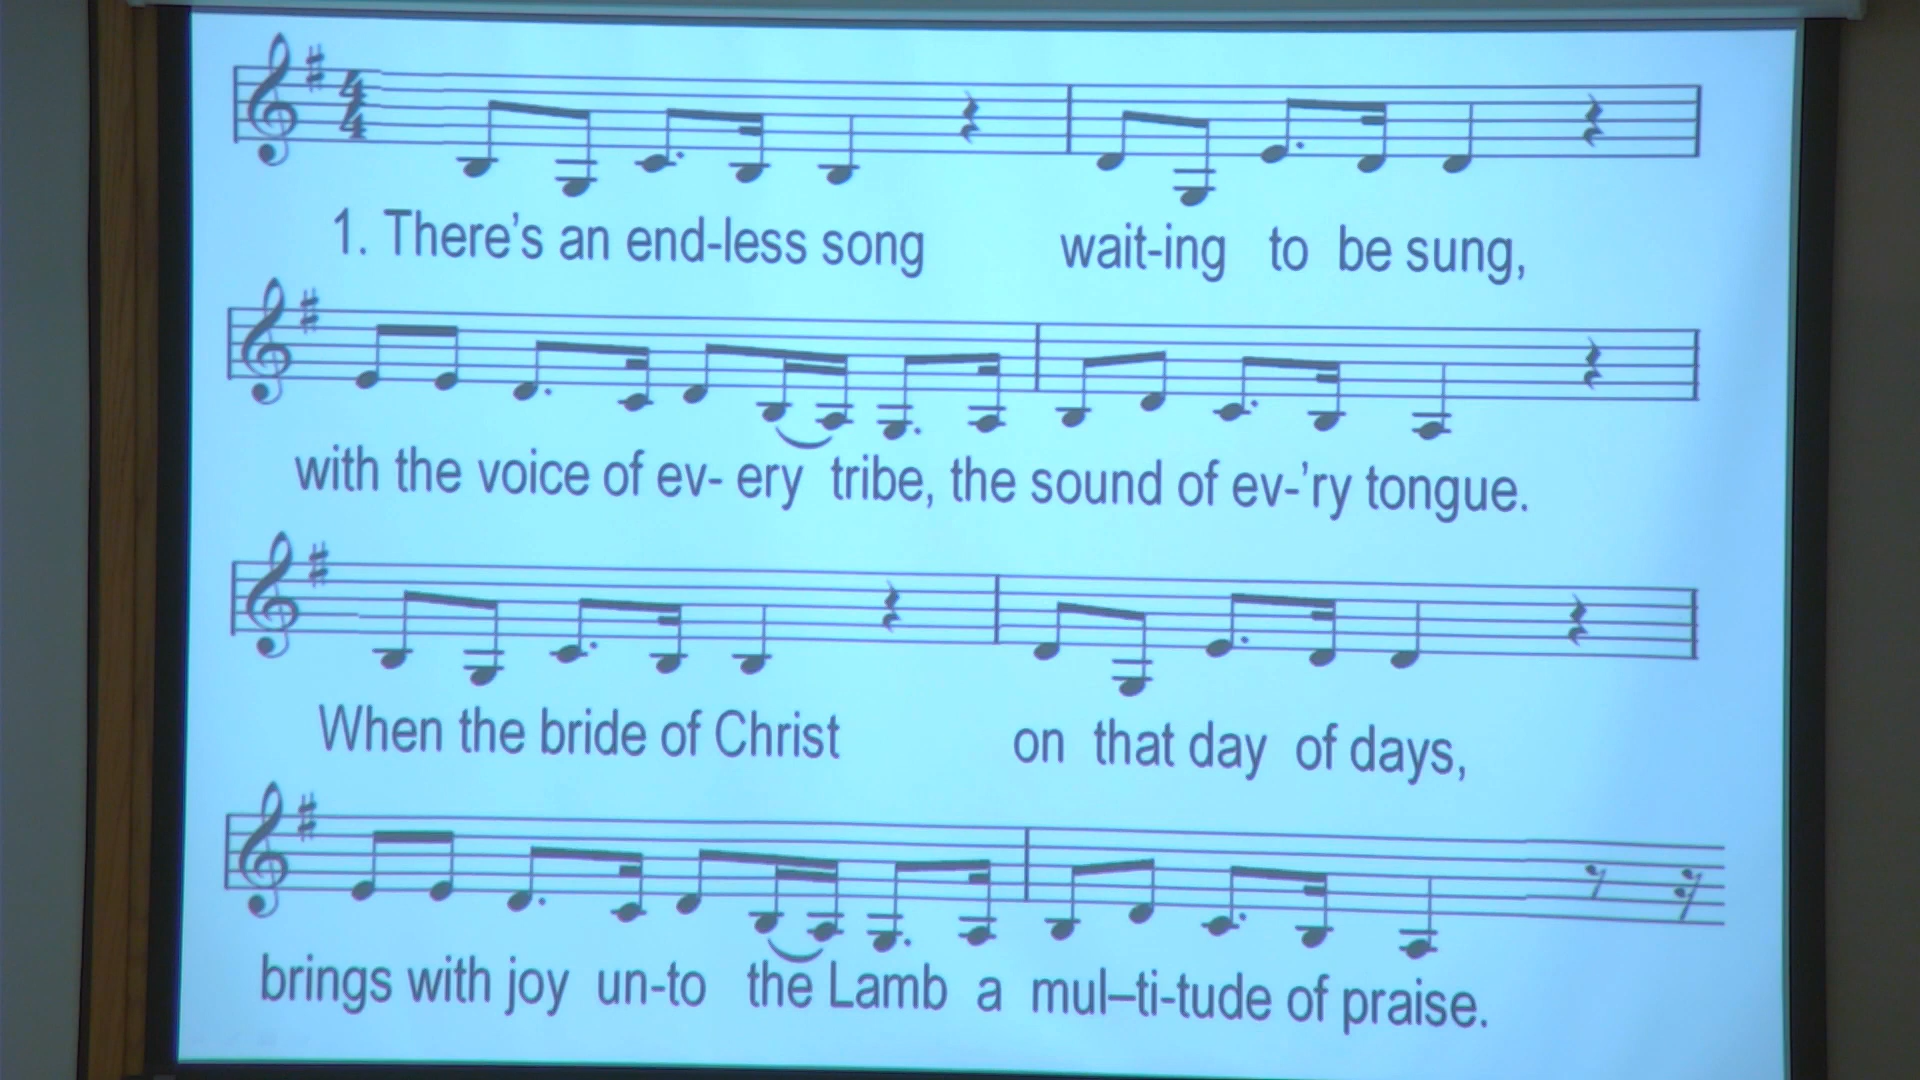 1. There's an end-less song wait-ing to be sung,
with the voice of ev- ery tribe, the sound of ev-'ry tongue.
When the bride of Christ on that day of days,
brings with joy un-to the Lamb a mul–ti-tude of praise.